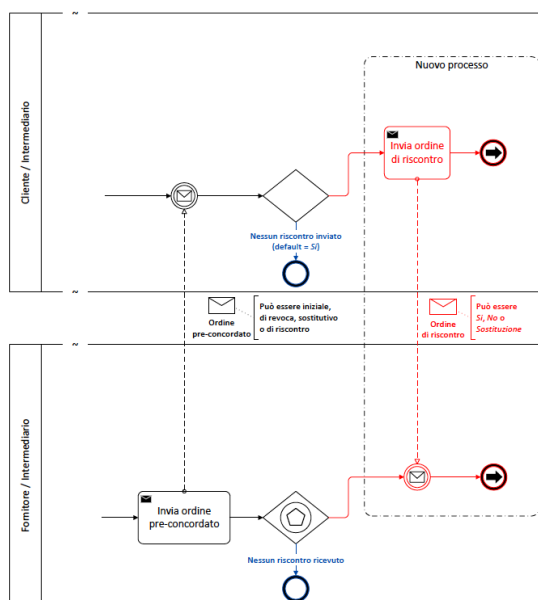 ~
~
Cliente / Intermediario
Nuovo processo
Invia ordine
di riscontro
Nessun riscontro inviato
(default = Sì)
Ordine
pre-concordato
Può essere iniziale,
di revoca, sostitutivo
o di riscontro
Ordine
di riscontro
Può essere
Sì, No o
Sostituzione
~
~
Fornitore / Intermediario
Invia ordine
pre-concordato
Nessun riscontro ricevuto